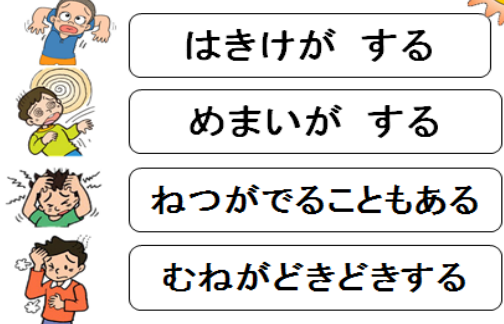 はきけが　する
めまいが　する
ねつがでることもある
むねがどきどきする